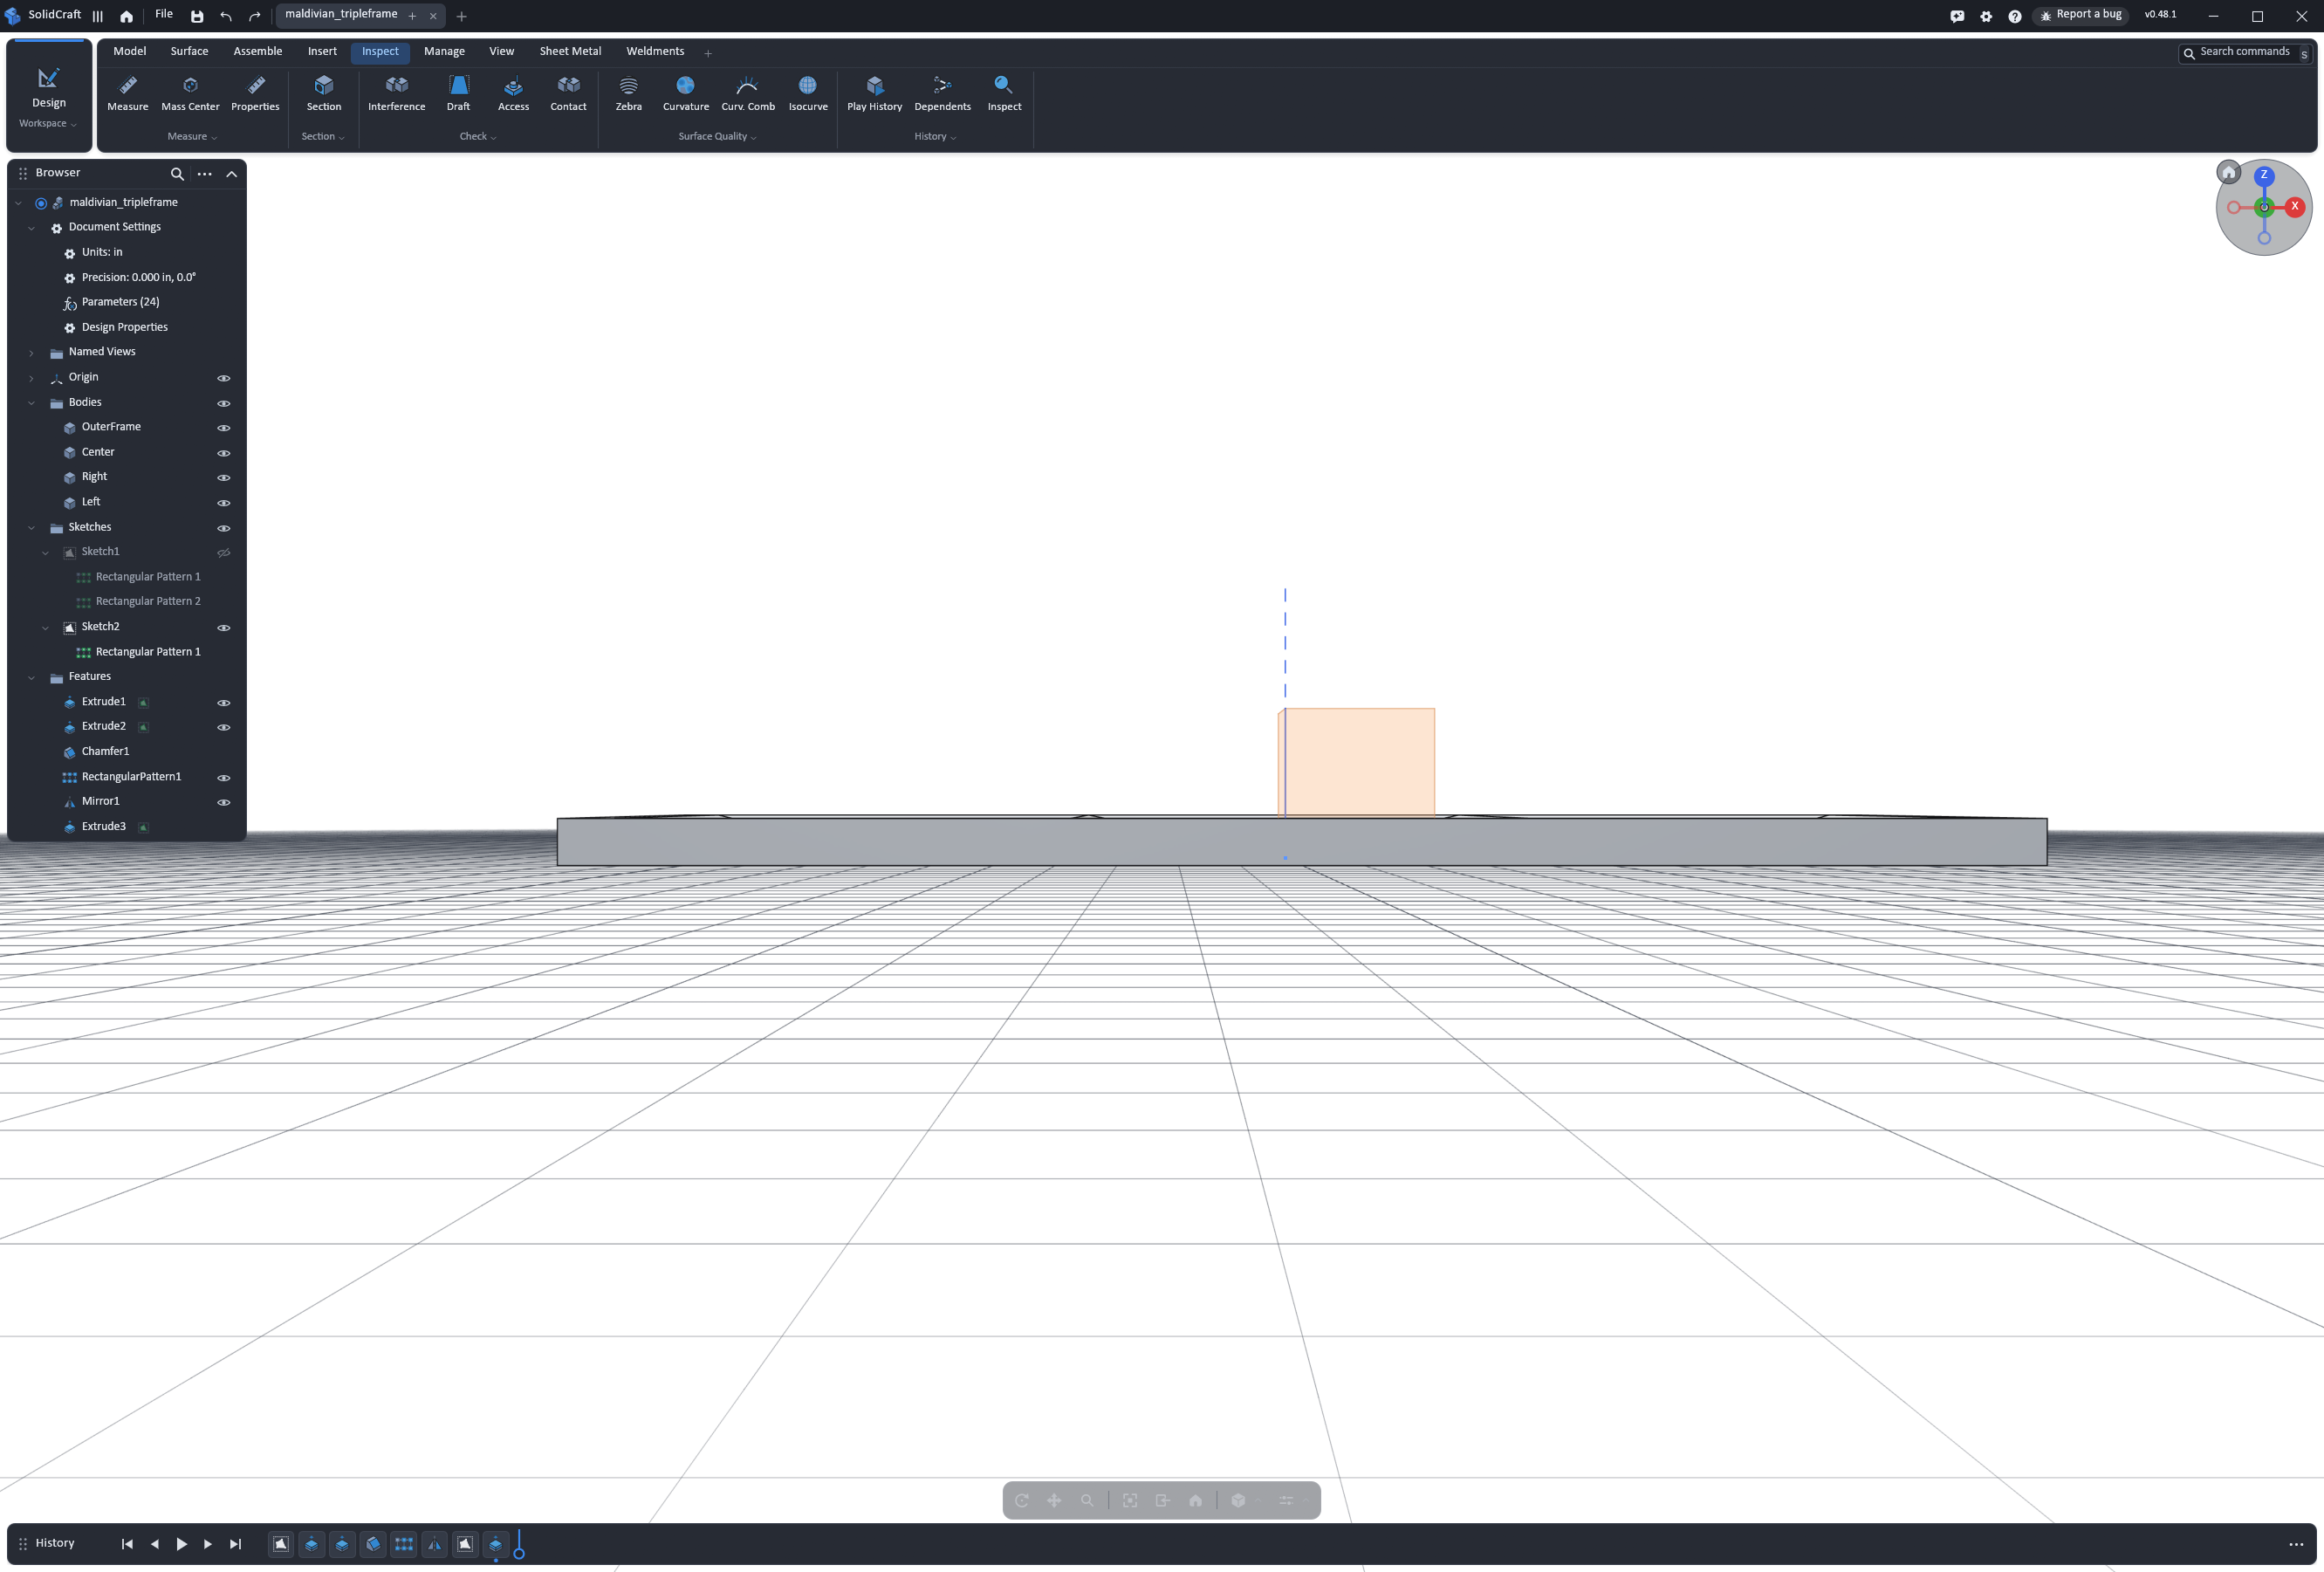 SolidCraft File maldivian_tripleframe Report a bug v0.48.1
Model Surface Assemble Insert Inspect Manage View Sheet Metal Weldments Search commands S
Design
Workspace
Measure Mass Center Properties Section Interference Draft Access Contact Zebra Curvature Curv. Comb Isocurve Play History Dependents Inspect
Measure Section Check Surface Quality History
Browser
maldivian_tripleframe
Document Settings
Units: in
Precision: 0.000 in, 0.0°
Parameters (24)
Design Properties
Named Views
Origin
Bodies
OuterFrame
Center
Right
Left
Sketches
Sketch1
Rectangular Pattern 1
Rectangular Pattern 2
Sketch2
Rectangular Pattern 1
Features
Extrude1
Extrude2
Chamfer1
RectangularPattern1
Mirror1
Extrude3
Z
X
History